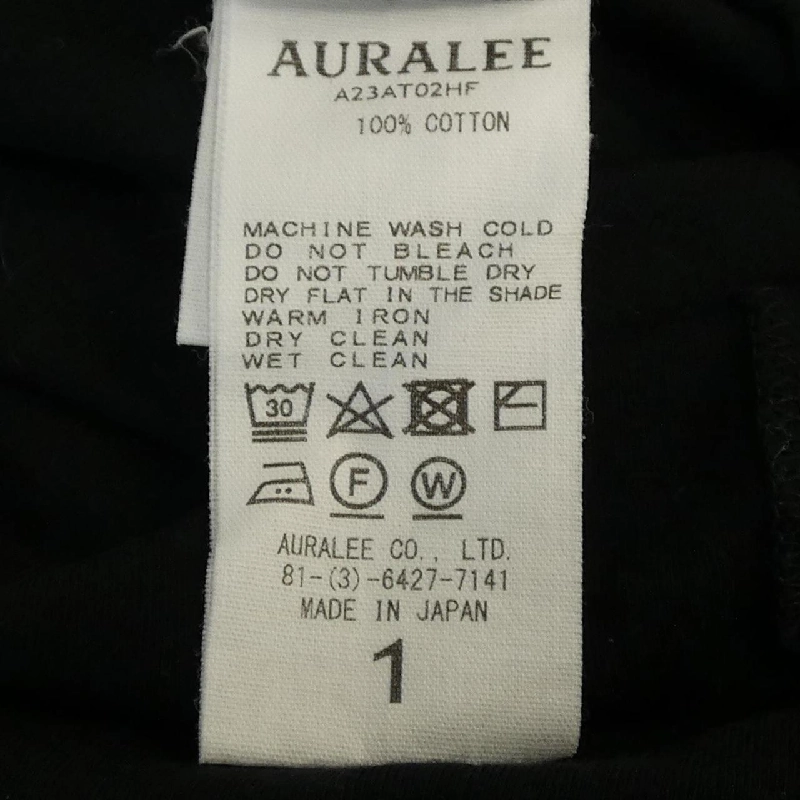 AURALEE
A23AT02HF
100% COTTON
MACHINE WASH COLD
DO NOT BLEACH
DO NOT TUMBLE DRY
DRY FLAT IN THE SHADE
WARM IRON
DRY CLEAN
WET CLEAN
30
F W
AURALEE CO., LTD.
81-(3)-6427-7141
MADE IN JAPAN
1